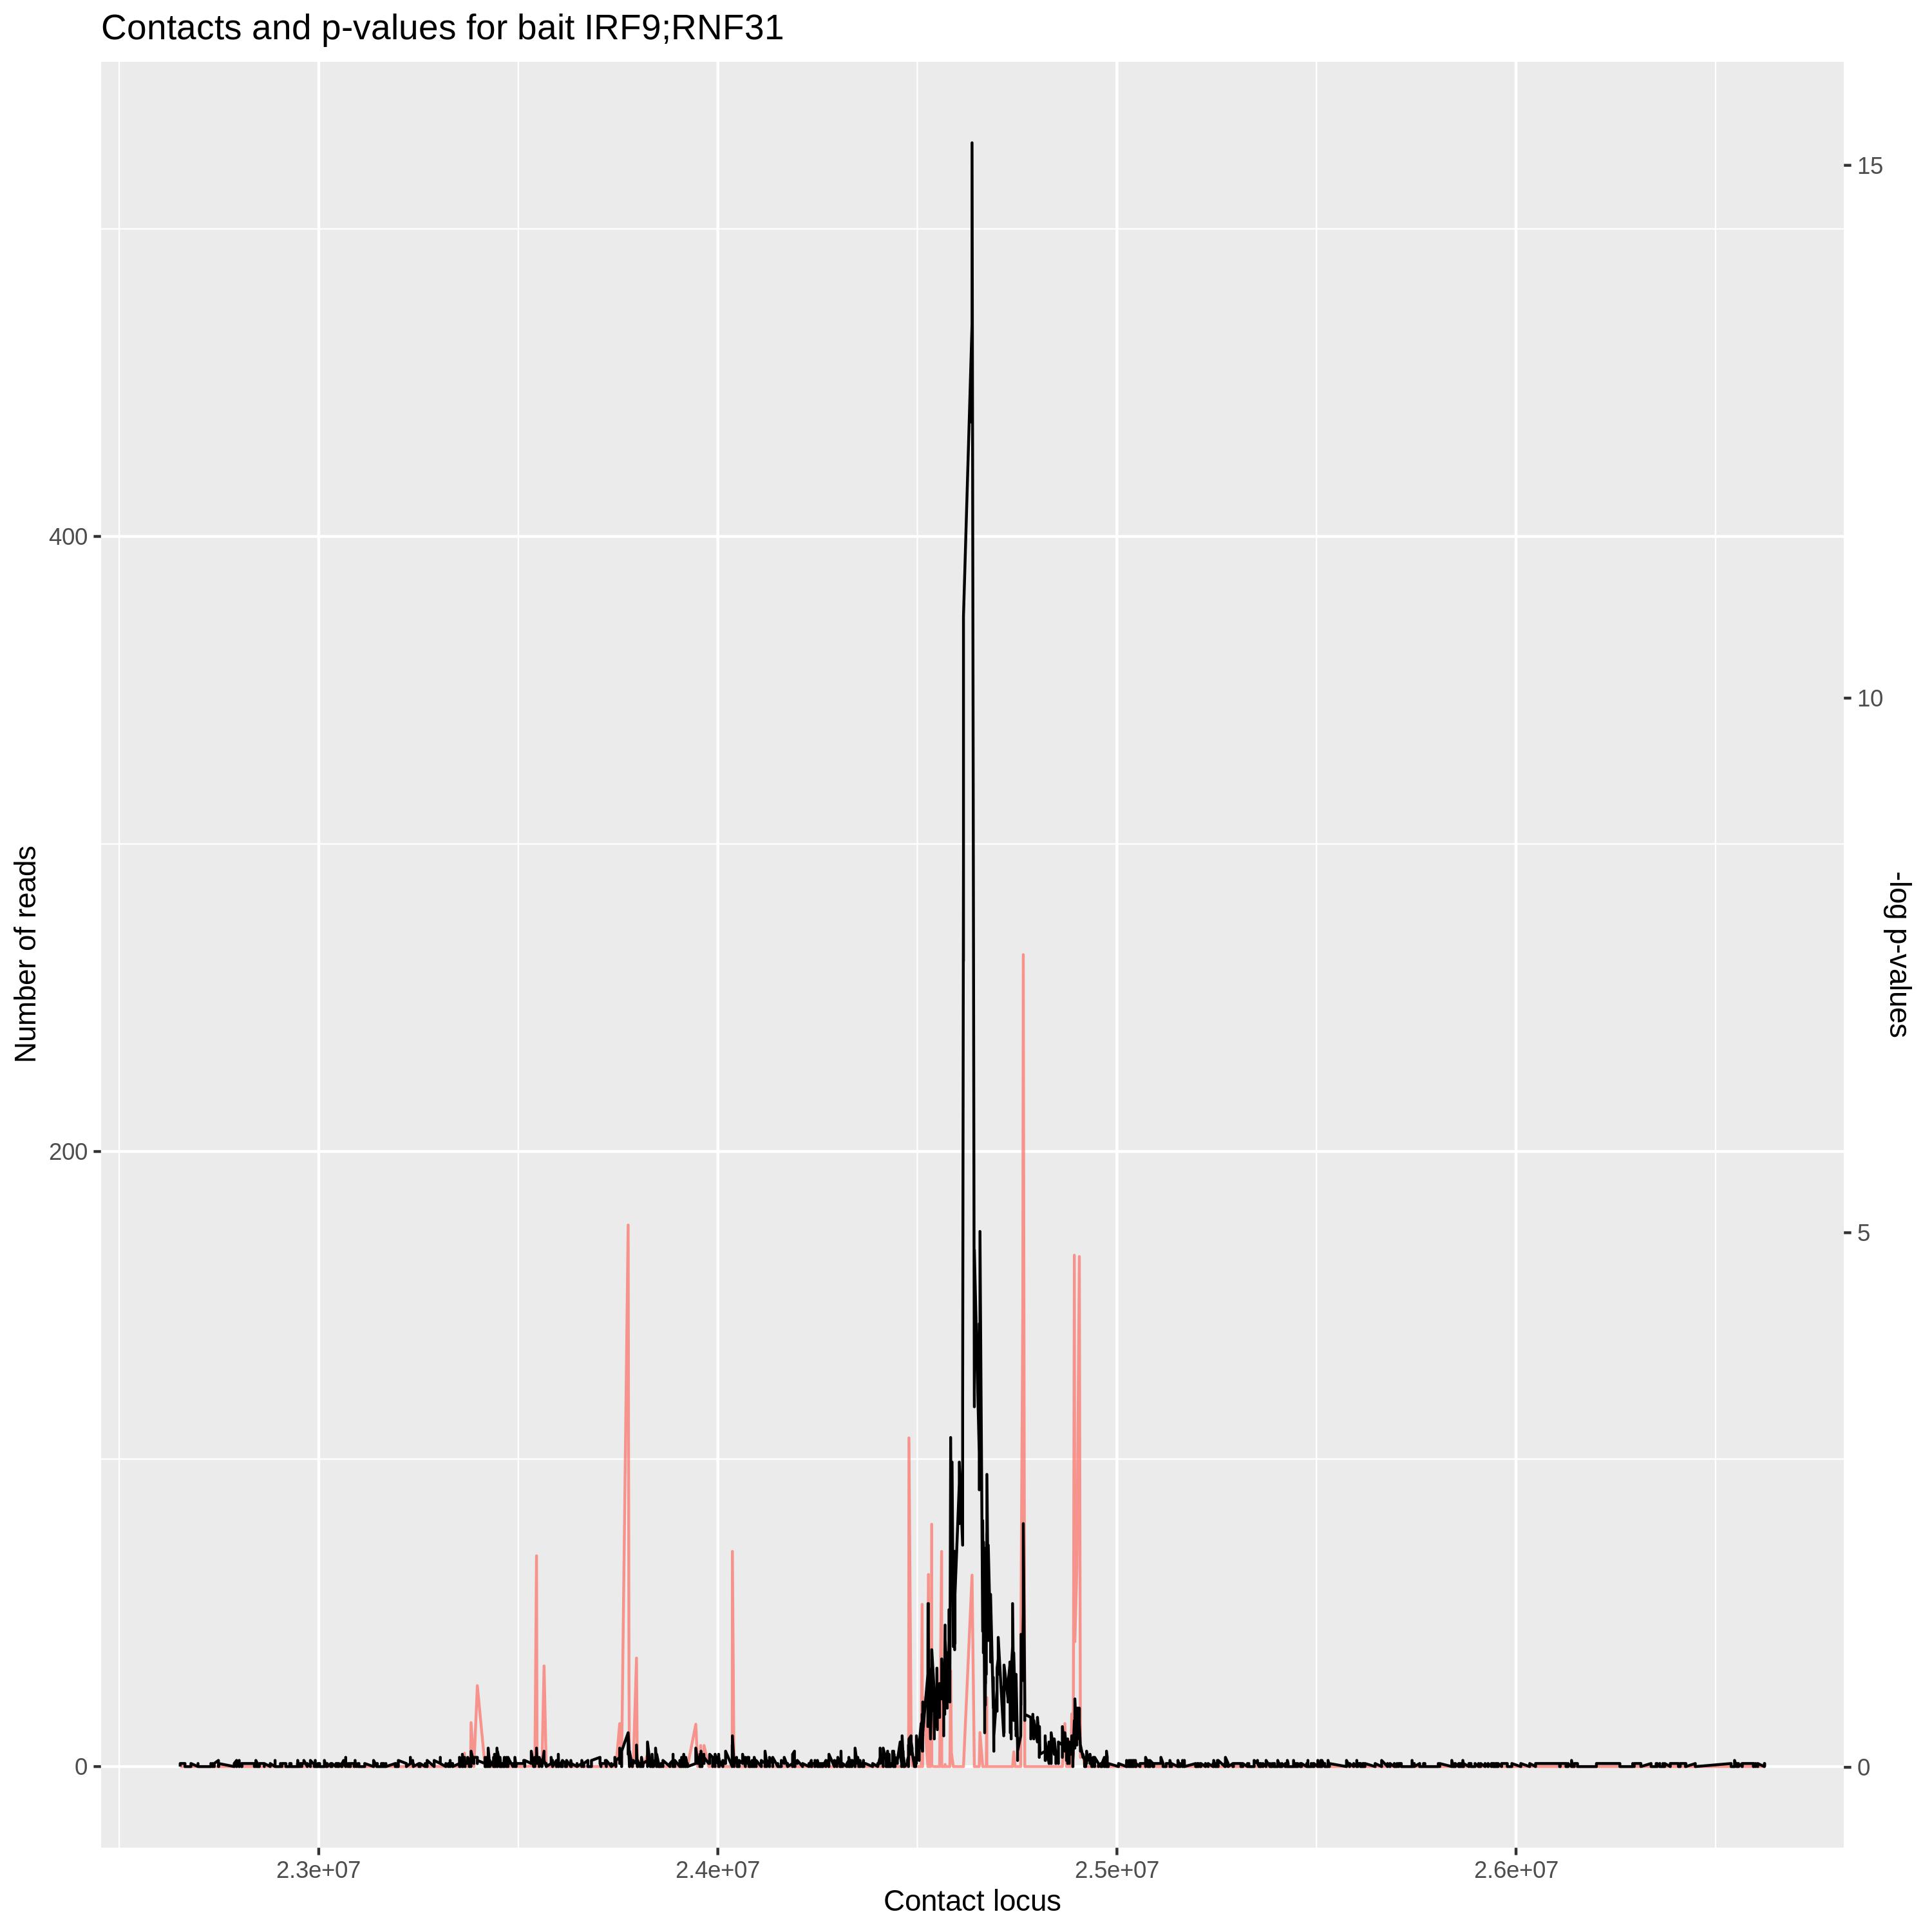 Contacts and p-values for bait IRF9;RNF31
15
400
10
Number of reads
-log p-values
200
5
0
0
2.3e+07
2.4e+07
2.5e+07
2.6e+07
Contact locus